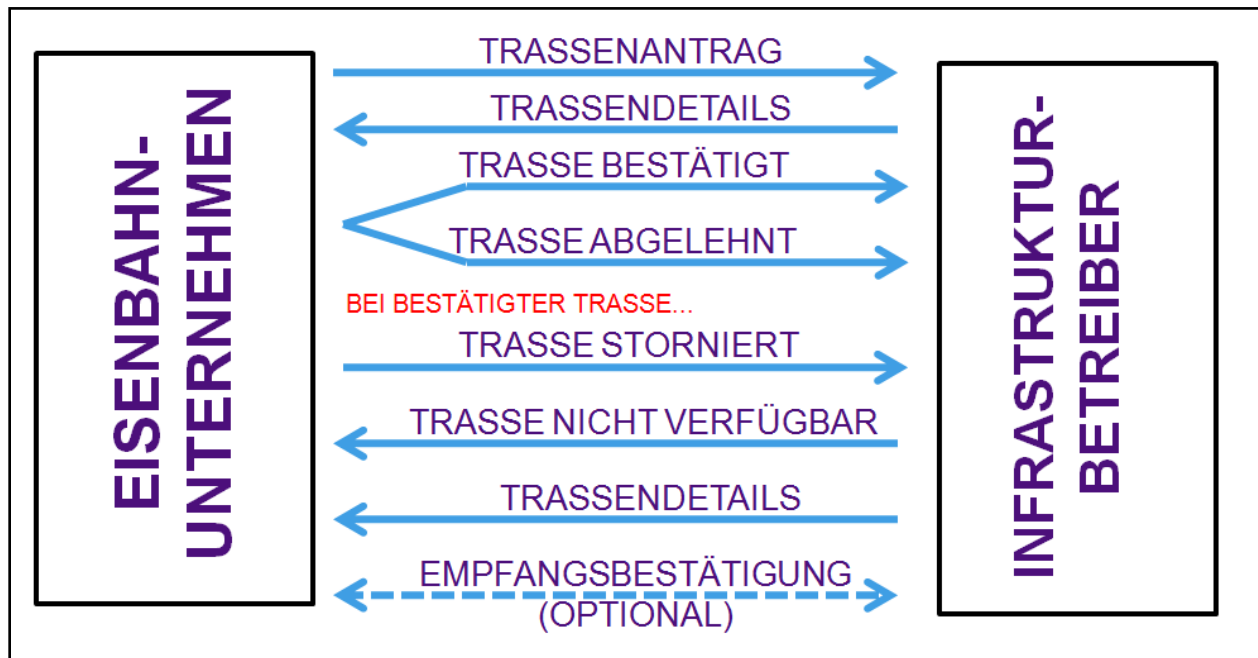 EISENBAHN-
UNTERNEHMEN
TRASSENANTRAG
TRASSENDETAILS
TRASSE BESTÄTIGT
TRASSE ABGELEHNT
BEI BESTÄTIGTER TRASSE...
TRASSE STORNIERT
TRASSE NICHT VERFÜGBAR
TRASSENDETAILS
EMPFANGSBESTÄTIGUNG
(OPTIONAL)
INFRASTRUKTUR-
BETREIBER